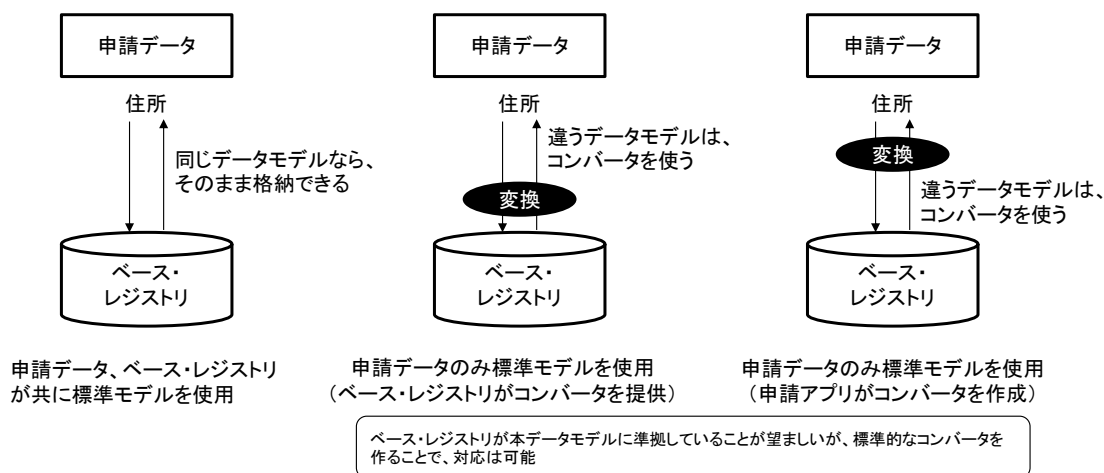 申請データ
住所
同じデータモデルなら、
そのまま格納できる
ベース・
レジストリ
申請データ、ベース・レジストリ
が共に標準モデルを使用
申請データ
住所
違うデータモデルは、
コンバータを使う
変換
ベース・
レジストリ
申請データのみ標準モデルを使用
（ベース・レジストリがコンバータを提供）
申請データ
住所
変換
違うデータモデルは、
コンバータを使う
ベース・
レジストリ
申請データのみ標準モデルを使用
（申請アプリがコンバータを作成）
ベース・レジストリが本データモデルに準拠していることが望ましいが、標準的なコンバータを
作ることで、対応は可能